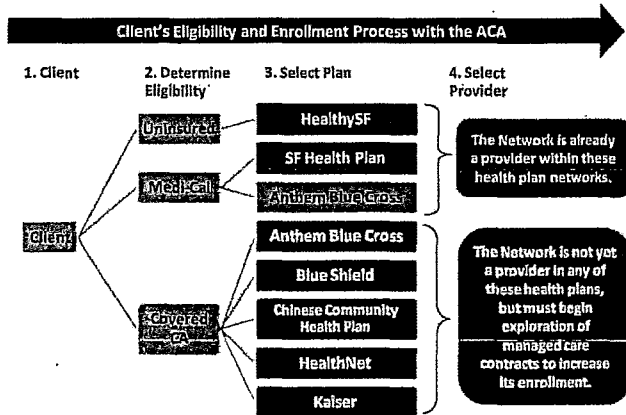 Client's Eligibility and Enrollment Process with the ACA
1. Client
2. Determine
Eligibility
3. Select Plan
4. Select
Provider
Uninsured
HealthySF
Medi-Cal
SF Health Plan
Anthem Blue Cross
The Network is already
a provider within these
health plan networks.
Client
Covered
CA
Anthem Blue Cross
Blue Shield
Chinese Community
Health Plan
HealthNet
Kaiser
The Network is not yet
a provider in any of
these health plans,
but must begin
exploration of
managed care
contracts to increase
its enrollment.